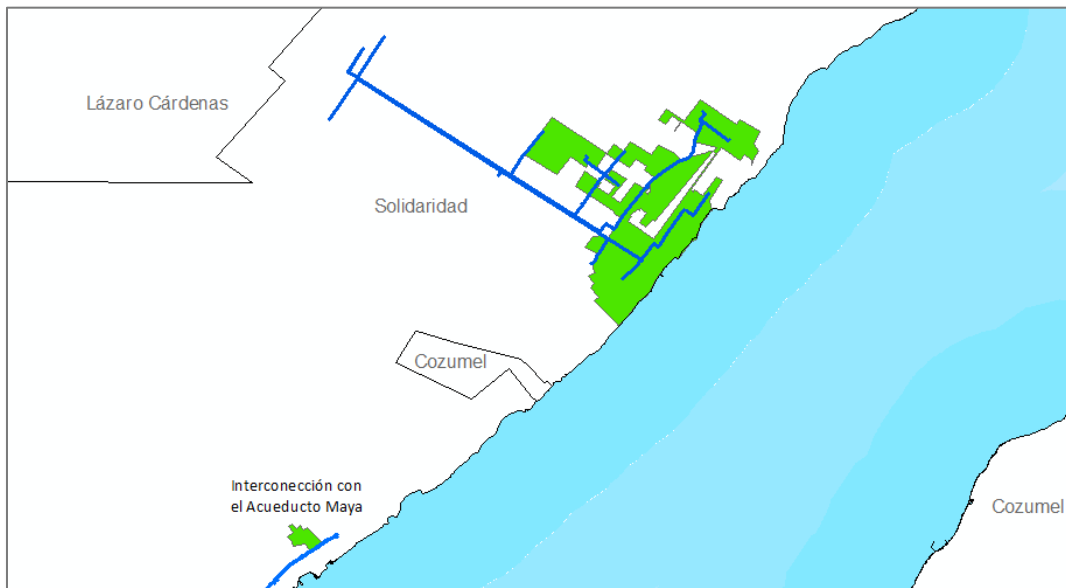 Lázaro Cárdenas
Solidaridad
Cozumel
Interconección con
el Acueducto Maya
Cozumel